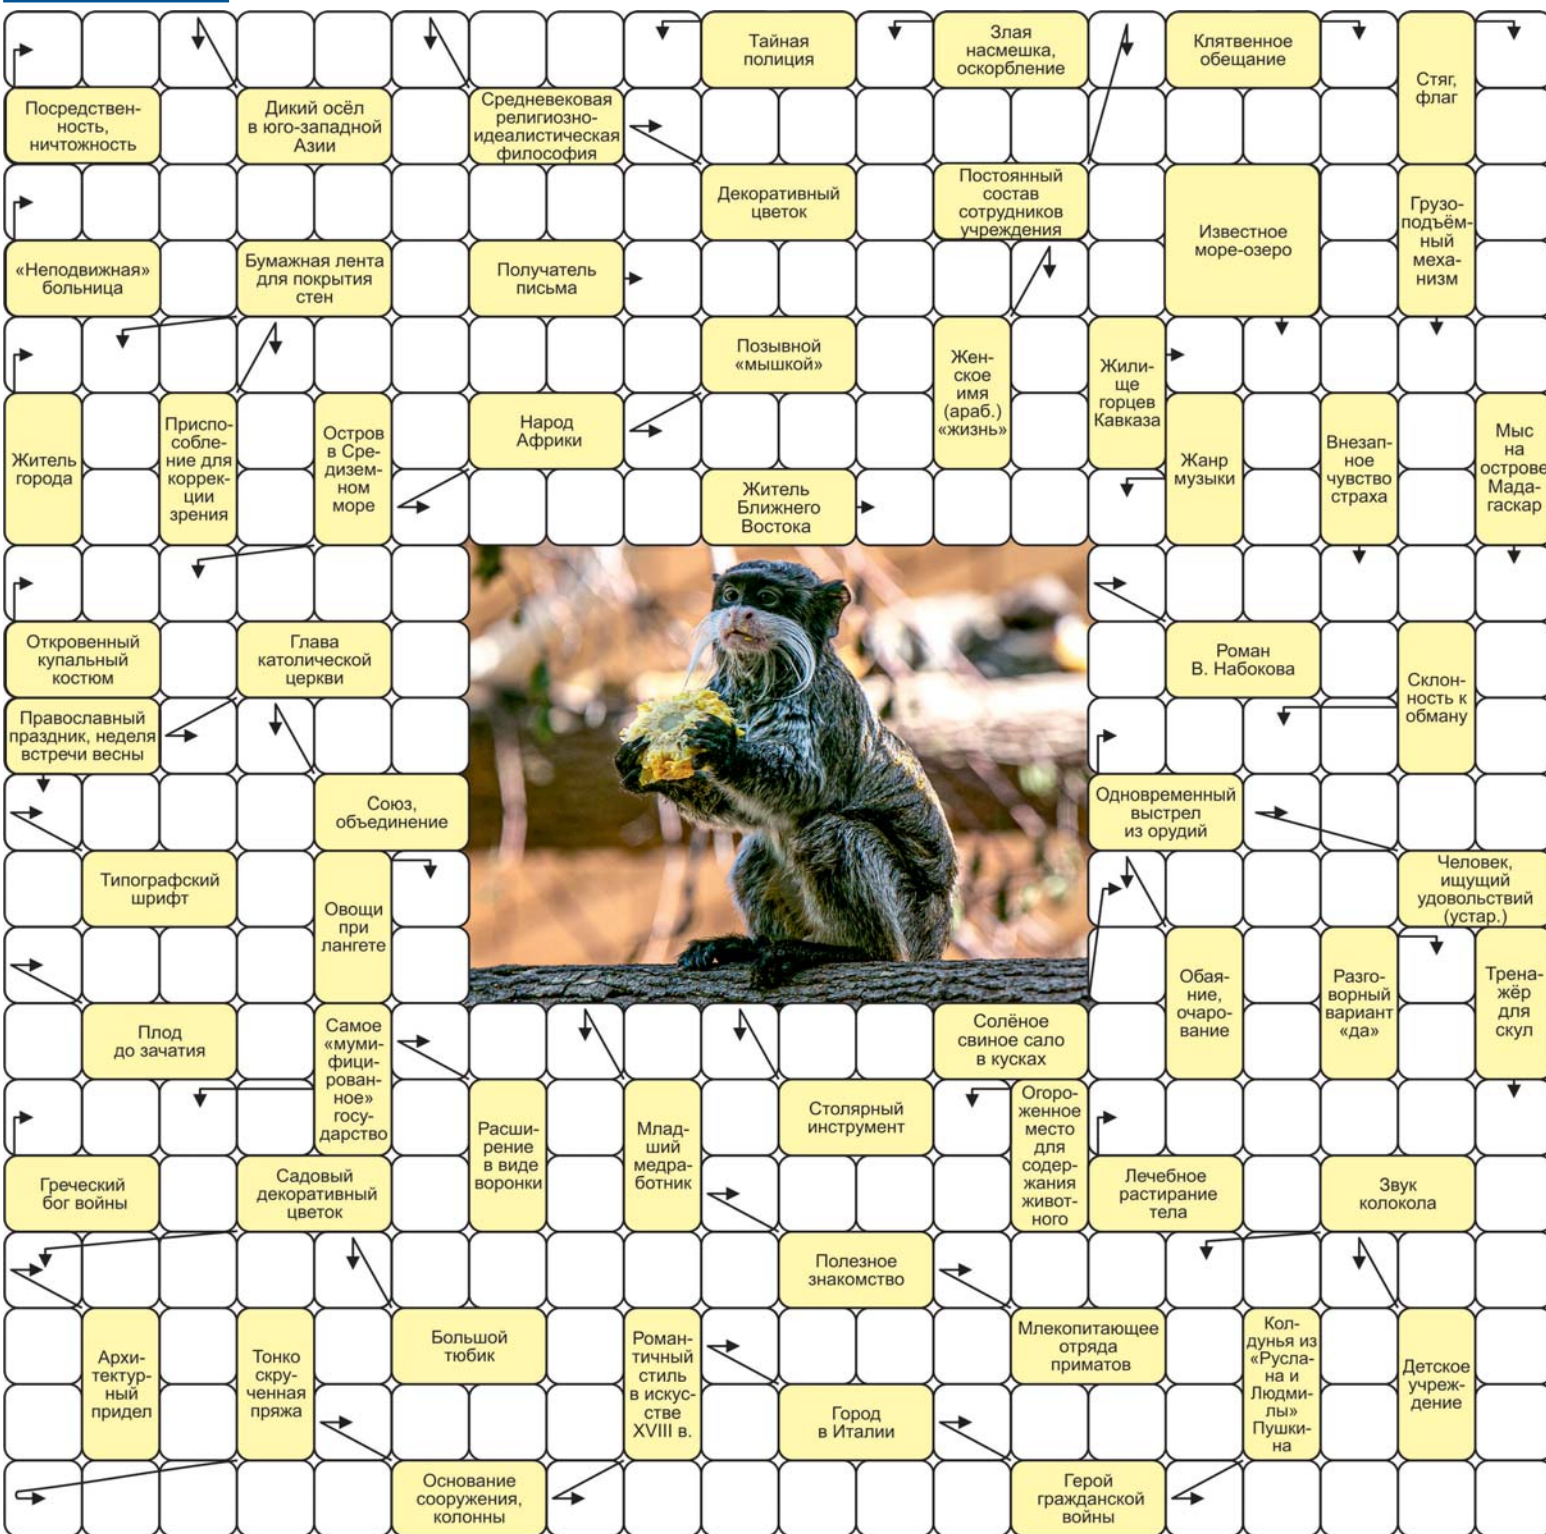 Тайная
полиция
Злая
насмешка,
оскорбление
Клятвенное
обещание
Стяг,
флаг
Посредствен-
ность,
ничтожность
Дикий осёл
в юго-западной
Азии
Средневековая
религиозно-
идеалистическая
философия
Декоративный
цветок
Постоянный
состав
сотрудников
учреждения
Известное
море-озеро
Грузо-
подъём-
ный
меха-
низм
«Неподвижная»
больница
Бумажная лента
для покрытия
стен
Получатель
письма
Позывной
«мышкой»
Жен-
ское
имя
(араб.)
«жизнь»
Жили-
ще
горцев
Кавказа
Житель
города
Приспо-
собле-
ние для
коррек-
ции
зрения
Остров
в Сре-
дизем-
ном
море
Народ
Африки
Жанр
музыки
Внезап-
ное
чувство
страха
Мыс
на
острове
Мада-
гаскар
Житель
Ближнего
Востока
Откровенный
купальный
костюм
Глава
католической
церкви
Роман
В. Набокова
Склон-
ность к
обману
Православный
праздник, неделя
встречи весны
Союз,
объединение
Одновременный
выстрел
из орудий
Типографский
шрифт
Овощи
при
лангете
Человек,
ищущий
удовольствий
(устар.)
Обая-
ние,
очаро-
вание
Разго-
ворный
вариант
«да»
Трена-
жёр
для
скул
Плод
до зачатия
Самое
«муми-
фици-
рован-
ное»
госу-
дарство
Солёное
свиное сало
в кусках
Расши-
рение
в виде
воронки
Млад-
ший
медра-
ботник
Столярный
инструмент
Огоро-
женное
место
для
содер-
жания
живот-
ного
Греческий
бог войны
Садовый
декоративный
цветок
Лечебное
растирание
тела
Звук
колокола
Полезное
знакомство
Архи-
тектур-
ный
придел
Тонко
скру-
ченная
пряжа
Большой
тюбик
Роман-
тичный
стиль
в искус-
стве
XVIII в.
Млекопитающее
отряда
приматов
Кол-
дунья из
«Русла-
на и
Людми-
лы»
Пушки-
на
Детское
учреж-
дение
Город
в Италии
Основание
сооружения,
колонны
Герой
гражданской
войны